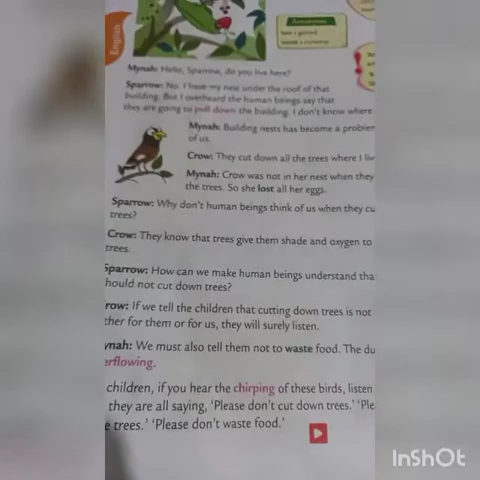 English
Antonyms
Mynah: Hello, Sparrow, do you live here?
Sparrow: No. I have my nest under the roof of that
building. But I overheard the human beings say that
they are going to pull down the building. I don't know where
Mynah: Building nests has become a problem
of us.
Crow: They cut down all the trees where I liv
Mynah: Crow was not in her nest when they
the trees. So she lost all her eggs.
Sparrow: Why don't human beings think of us when they cu
trees?
Crow: They know that trees give them shade and oxygen to
trees.
Sparrow: How can we make human beings understand tha
hould not cut down trees?
row: If we tell the children that cutting down trees is not
ther for them or for us, they will surely listen.
ynah: We must also tell them not to waste food. The du
erflowing.
children, if you hear the chirping of these birds, listen
they are all saying, 'Please don't cut down trees.' 'Ple
e trees.' 'Please don't waste food.'
InShOt